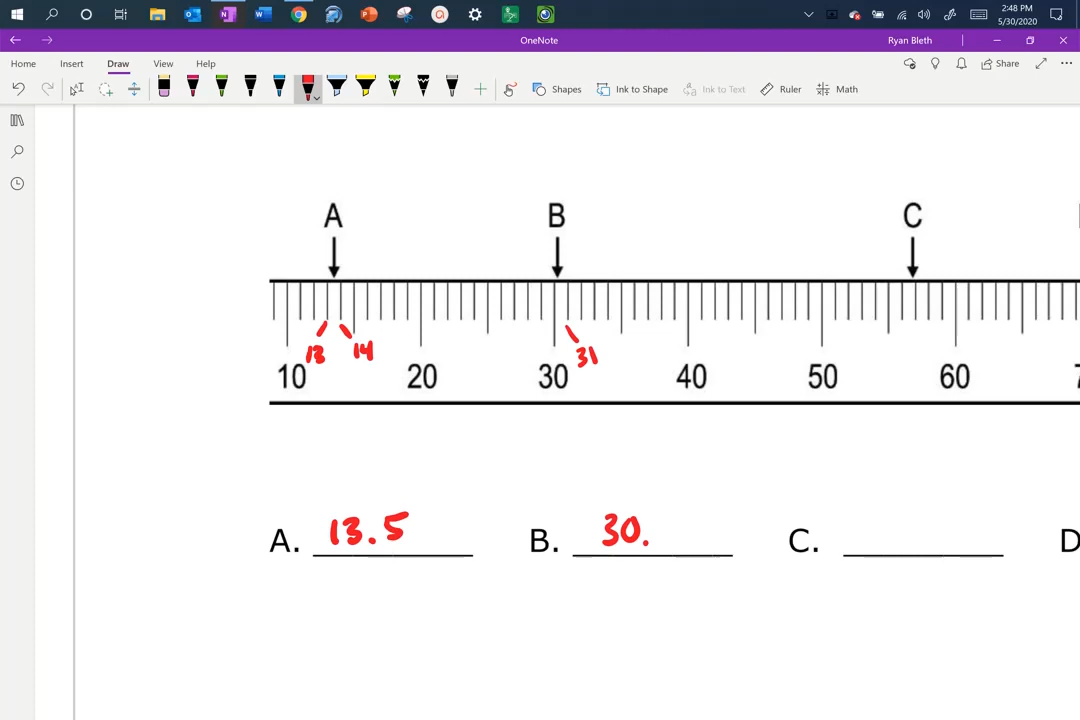 2:48 PM
5/30/2020
OneNote
Ryan Bleth
Home Insert Draw View Help
Share
Shapes Ink to Shape Ink to Text Ruler Math
A B C
13 14 31
10 20 30 40 50 60
A. 13.5 B. 30. C. D